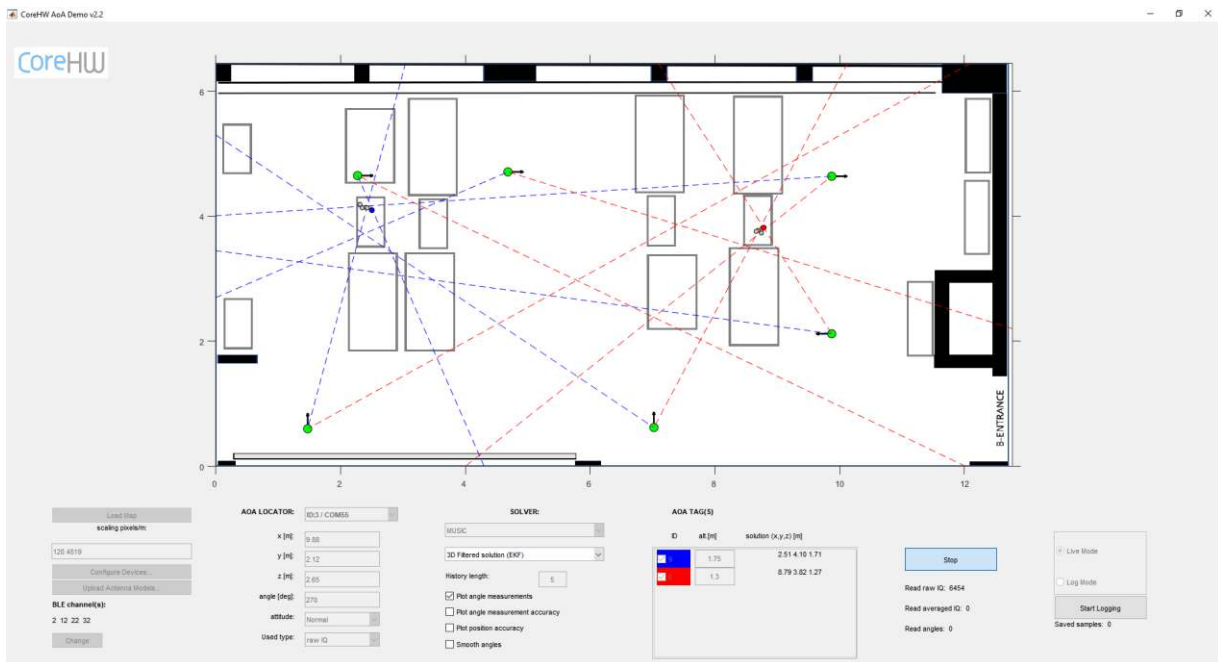 CoreHW AoA Demo v2.2
CoreHW
6
4
2
0
0
2
4
6
8
10
12
B-ENTRANCE
Load Map
scaling pixels/m:
120.4819
Configure Devices...
Upload Antenna Models...
BLE channel(s):
2 12 22 32
Change
AOA LOCATOR:
ID:3 / COM55
x [m]:
9.88
y [m]:
2.12
z [m]:
2.65
angle [deg]:
270
attitude:
Normal
Used type:
raw IQ
SOLVER:
MUSIC
3D Filtered solution (EKF)
History length:
5
Plot angle measurements
Plot angle measurement accuracy
Plot position accuracy
Smooth angles
AOA TAG(S)
ID alt.[m] solution (x,y,z) [m]
1.75 2.51 4.10 1.71
1.3 8.79 3.82 1.27
Stop
Read raw IQ: 6454
Read averaged IQ: 0
Read angles: 0
Live Mode
Log Mode
Start Logging
Saved samples: 0